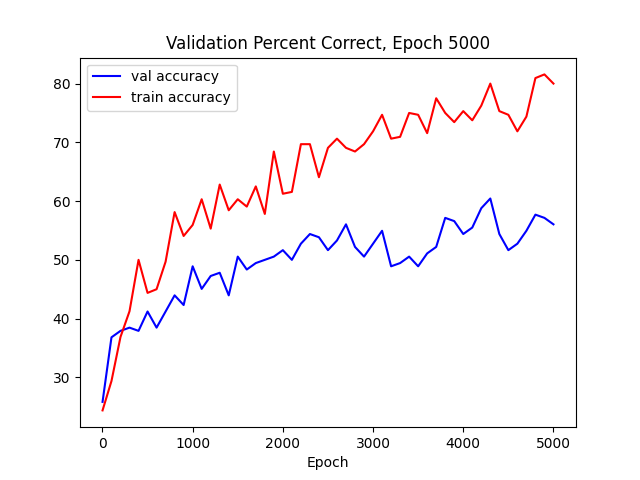 Validation Percent Correct, Epoch 5000
val accuracy
train accuracy
80
70
60
50
40
30
0 1000 2000 3000 4000 5000
Epoch